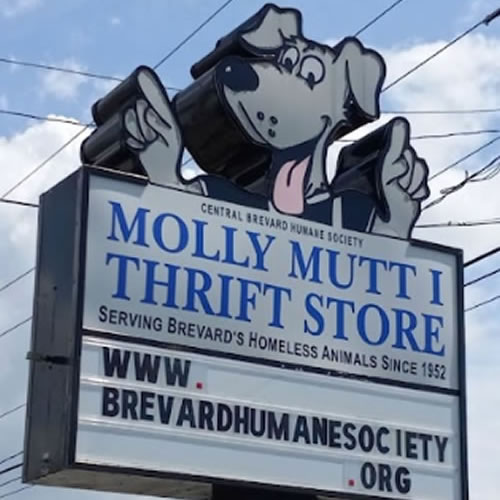 CENTRAL BREVARD HUMANE SOCIETY
MOLLY MUTT I
THRIFT STORE
SERVING BREVARD'S HOMELESS ANIMALS SINCE 1952
WWW.
BREVARDHUMANESOCIETY
.ORG